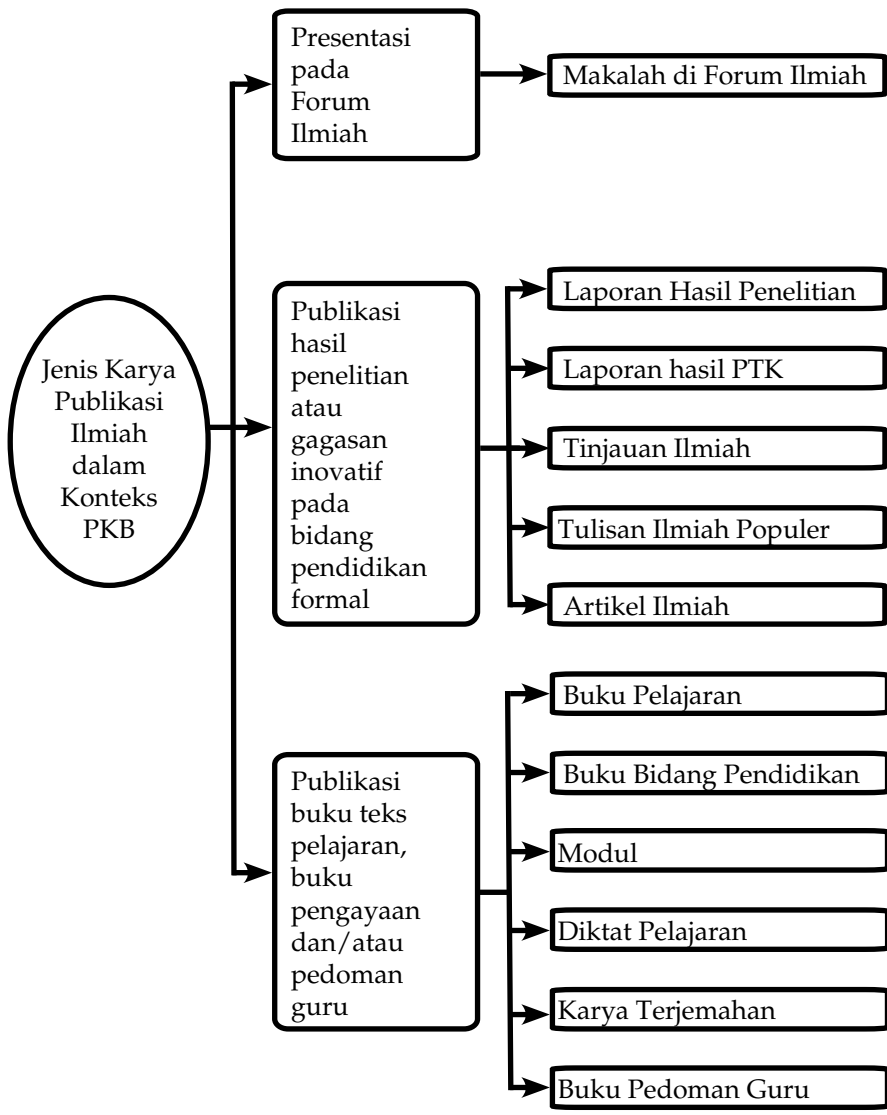 Jenis Karya
Publikasi
Ilmiah
dalam
Konteks
PKB
Presentasi
pada
Forum
Ilmiah
Makalah di Forum Ilmiah
Publikasi
hasil
penelitian
atau
gagasan
inovatif
pada
bidang
pendidikan
formal
Laporan Hasil Penelitian
Laporan hasil PTK
Tinjauan Ilmiah
Tulisan Ilmiah Populer
Artikel Ilmiah
Publikasi
buku teks
pelajaran,
buku
pengayaan
dan/atau
pedoman
guru
Buku Pelajaran
Buku Bidang Pendidikan
Modul
Diktat Pelajaran
Karya Terjemahan
Buku Pedoman Guru